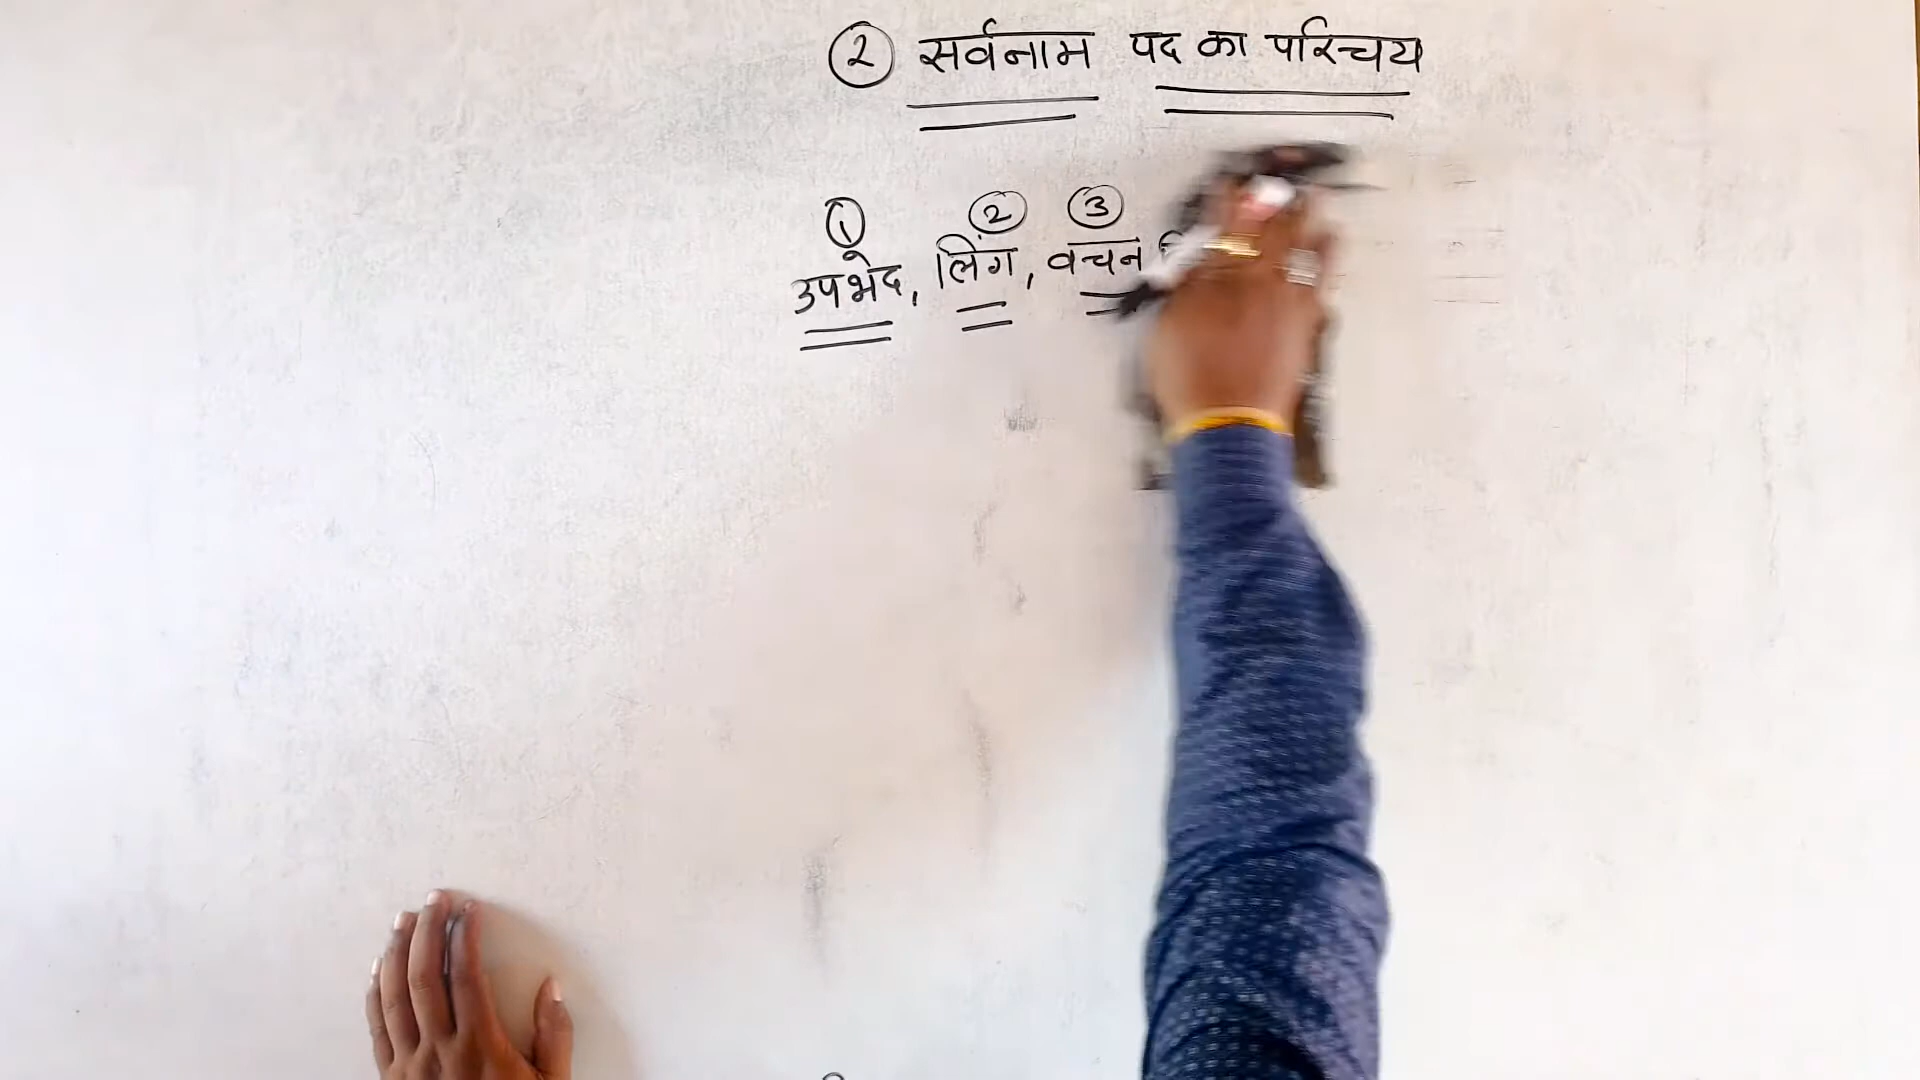 ② सर्वनाम पद का परिचय
① ② ③
उपभेद, लिंग, वचन